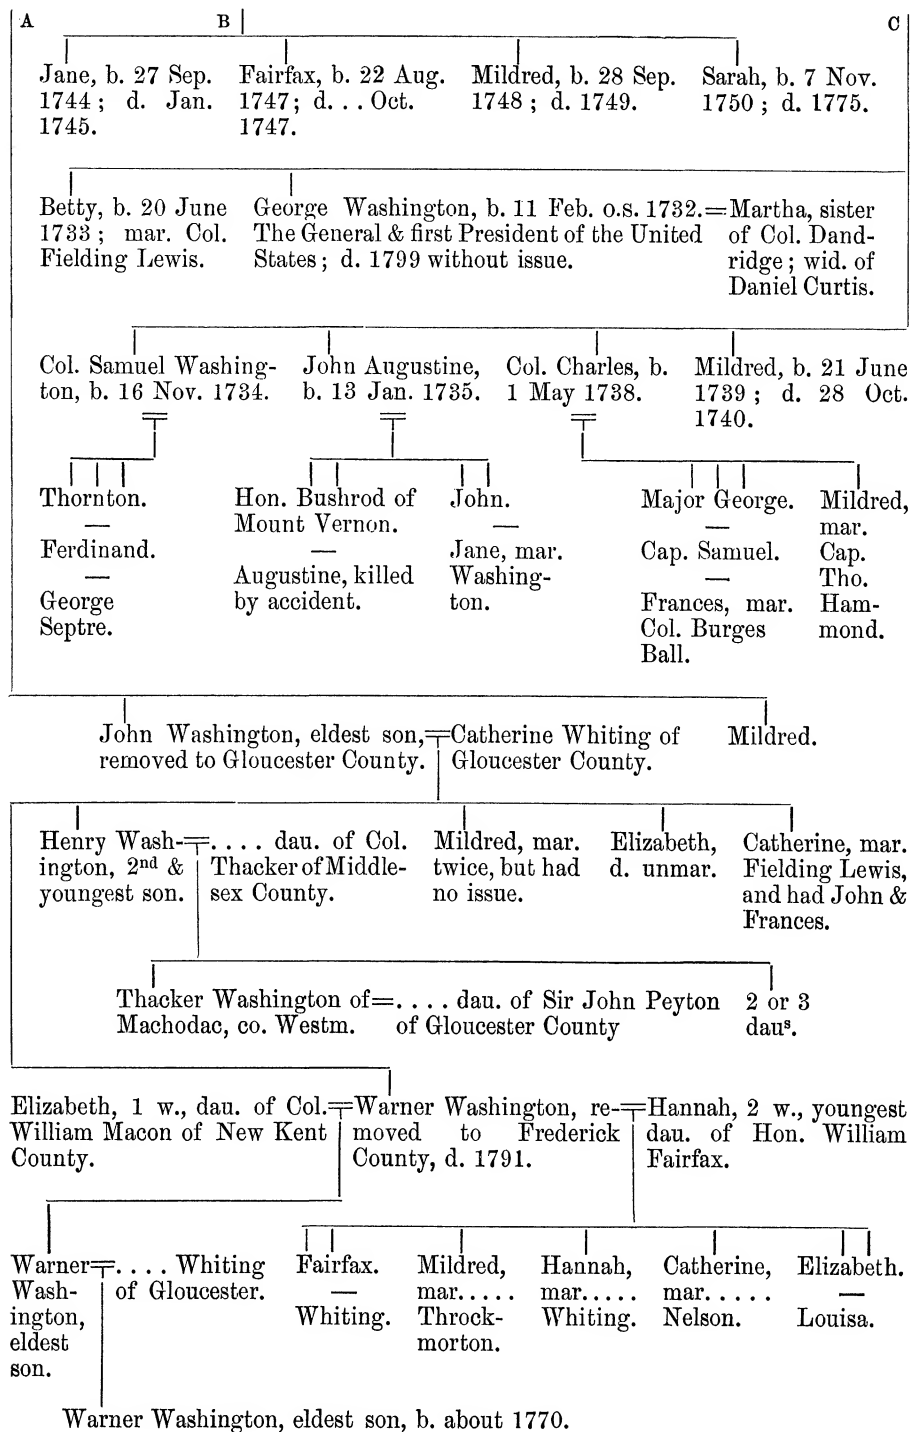 A B C
Jane, b. 27 Sep.
1744 ; d. Jan.
1745.
Fairfax, b. 22 Aug.
1747; d. . . Oct.
1747.
Mildred, b. 28 Sep.
1748 ; d. 1749.
Sarah, b. 7 Nov.
1750 ; d. 1775.
Betty, b. 20 June
1733 ; mar. Col.
Fielding Lewis.
George Washington, b. 11 Feb. o.s. 1732.=
The General & first President of the United
States ; d. 1799 without issue.
Martha, sister
of Col. Dand-
ridge ; wid. of
Daniel Curtis.
Col. Samuel Washing-
ton, b. 16 Nov. 1734.
John Augustine,
b. 13 Jan. 1735.
Col. Charles, b.
1 May 1738.
Mildred, b. 21 June
1739 ; d. 28 Oct.
1740.
Thornton.
—
Ferdinand.
—
George
Septre.
Hon. Bushrod of
Mount Vernon.
—
Augustine, killed
by accident.
John.
—
Jane, mar.
Washing-
ton.
Major George.
—
Cap. Samuel.
—
Frances, mar.
Col. Burges
Ball.
Mildred,
mar.
Cap.
Tho.
Ham-
mond.
John Washington, eldest son,
removed to Gloucester County.
Catherine Whiting of
Gloucester County.
Mildred.
Henry Wash-
ington, 2nd &
youngest son.
. . . . dau. of Col.
Thacker of Middle-
sex County.
Mildred, mar.
twice, but had
no issue.
Elizabeth,
d. unmar.
Catherine, mar.
Fielding Lewis,
and had John &
Frances.
Thacker Washington of=
Machodac, co. Westm.
. . . . dau. of Sir John Peyton
of Gloucester County
2 or 3
daus.
Elizabeth, 1 w., dau. of Col.
William Macon of New Kent
County.
Warner Washington, re-
moved to Frederick
County, d. 1791.
Hannah, 2 w., youngest
dau. of Hon. William
Fairfax.
Warner
Wash-
ington,
eldest
son.
. . . . Whiting
of Gloucester.
Fairfax.
—
Whiting.
Mildred,
mar. . . . .
Throck-
morton.
Hannah,
mar. . . . .
Whiting.
Catherine,
mar. . . . . .
Nelson.
Elizabeth.
—
Louisa.
Warner Washington, eldest son, b. about 1770.